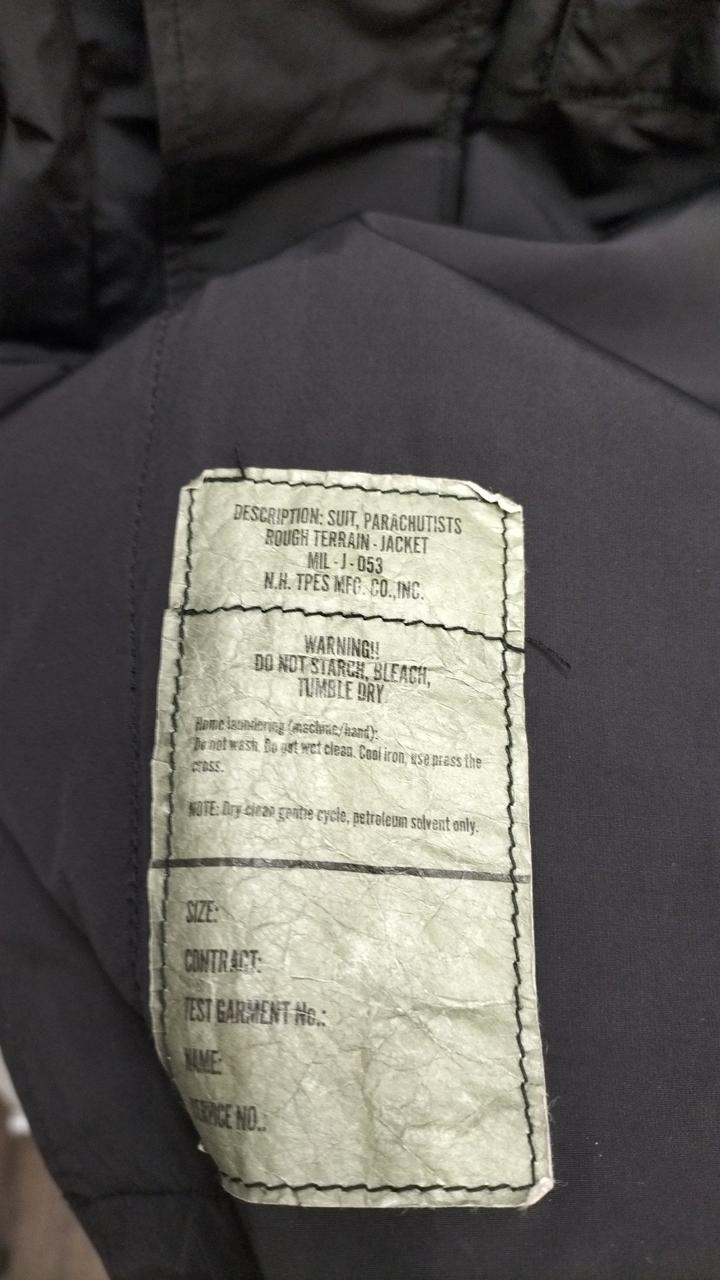 DESCRIPTION: SUIT, PARACHUTISTS
ROUGH TERRAIN - JACKET
MIL - J - 053
N.H. TPES MFG. CO.,INC.
WARNING!!
DO NOT STARCH, BLEACH,
TUMBLE DRY
Home laundering (machine/hand):
Do not wash. Do not wet clean. Cool iron, use press the
cross.
NOTE: Dry clean gentle cycle, petroleum solvent only.
SIZE:
CONTRACT:
TEST GARMENT No.:
NAME:
SERVICE NO.: